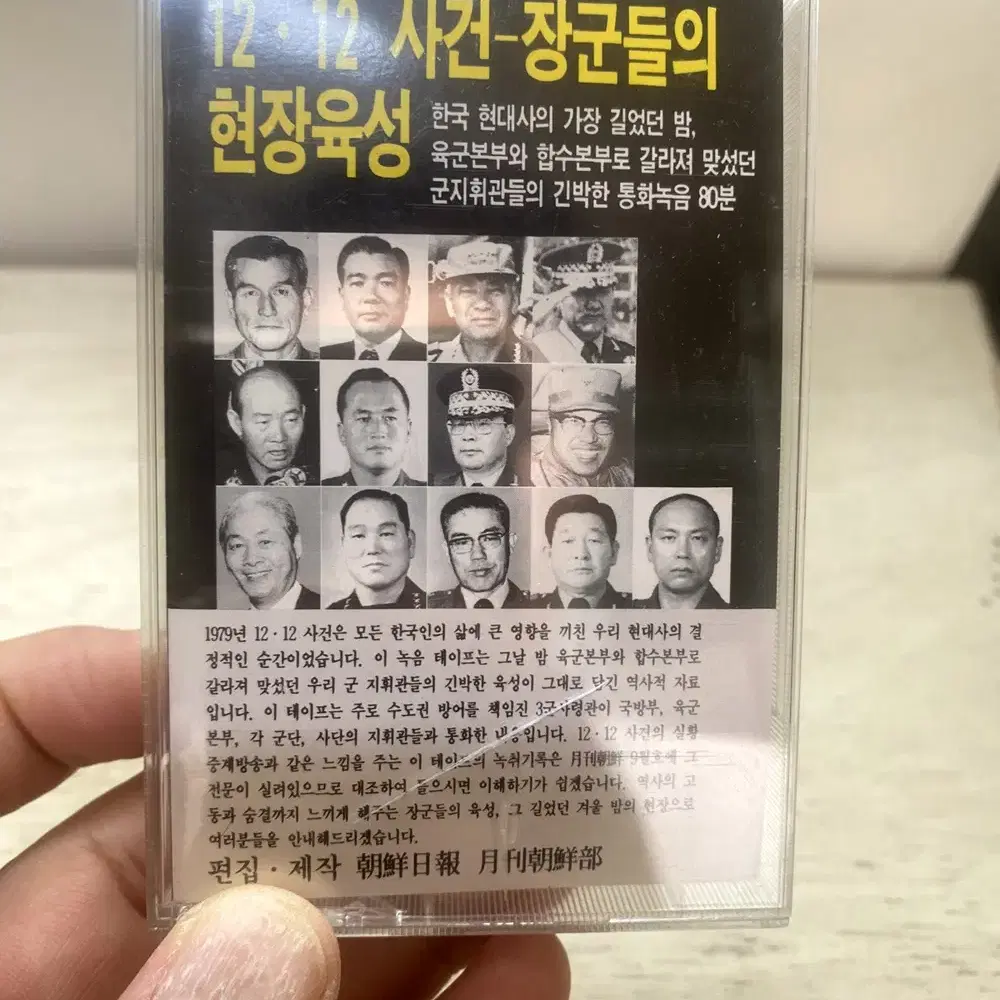 12·12 사건-장군들의
현장육성
한국 현대사의 가장 길었던 밤,
육군본부와 합수본부로 갈라져 맞섰던
군지휘관들의 긴박한 통화녹음 80분
1979년 12·12 사건은 모든 한국인의 삶에 큰 영향을 끼친 우리 현대사의 결
정적인 순간이었습니다. 이 녹음 테이프는 그날 밤 육군본부와 합수본부로
갈라져 맞섰던 우리 군 지휘관들의 긴박한 육성이 그대로 담긴 역사적 자료
입니다. 이 테이프는 주로 수도권 방어를 책임진 3군사령관이 국방부, 육군
본부, 각 군단, 사단의 지휘관들과 통화한 내용입니다. 12·12 사건의 실황
중계방송과 같은 느낌을 주는 이 테이프의 녹취기록은 月刊朝鮮 9월호에 그
전문이 실려있으므로 대조하여 들으시면 이해하기가 쉽겠습니다. 역사의 고
동과 숨결까지 느끼게 해주는 장군들의 육성, 그 길었던 겨울 밤의 현장으로
여러분들을 안내해드리겠습니다.
편집·제작 朝鮮日報 月刊朝鮮部